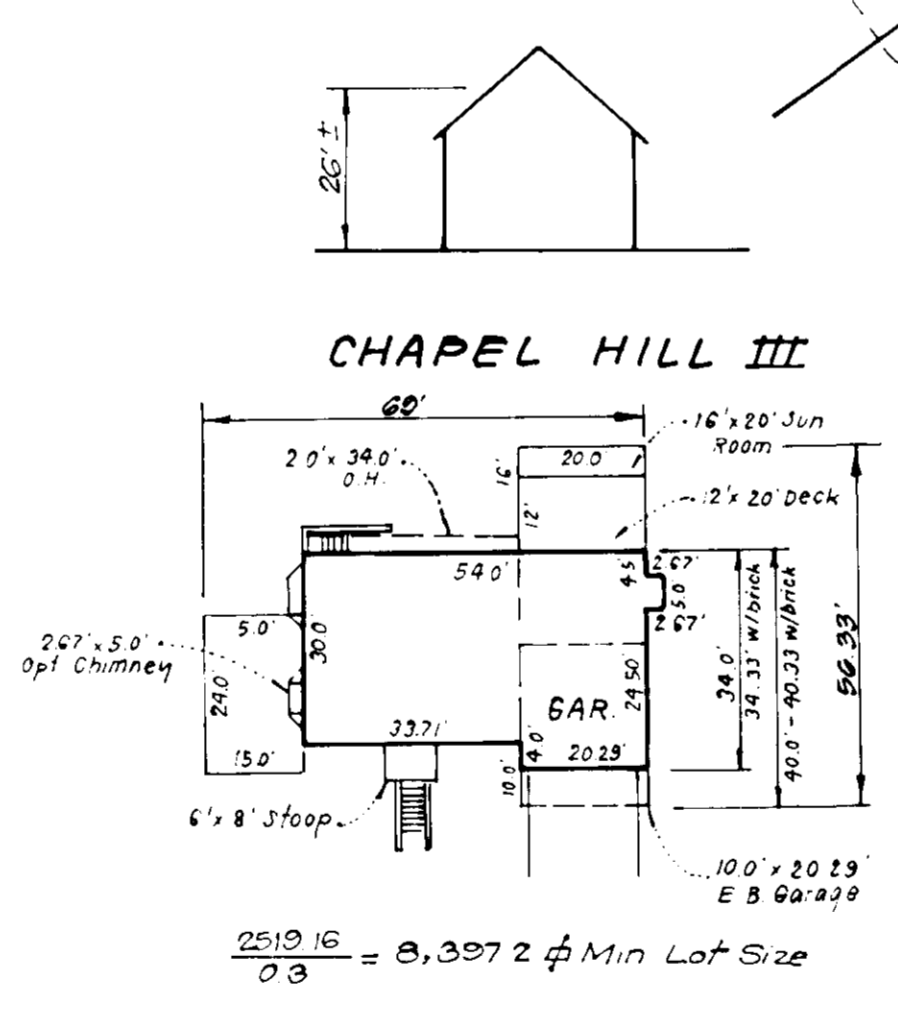 26' ±
CHAPEL HILL III
69'
16' x 20' Sun
Room
2.0' x 34.0'
O.H.
16'
20.0
12'
12' x 20' Deck
54.0'
4.5
2.67'
5.0'
2.67'
5.0'
30.0
2.67' x 5.0'
Opt Chimney
24.0'
15.0'
33.71'
GAR.
24.50
4.0'
20.29'
10.0'
34.0'
34.33' w/brick
40.0' - 40.33 w/brick
56.33'
6' x 8' Stoop
10.0' x 20.29'
E.B. Garage
2519.16
0.3
= 8,397.2 ⏍ Min Lot Size